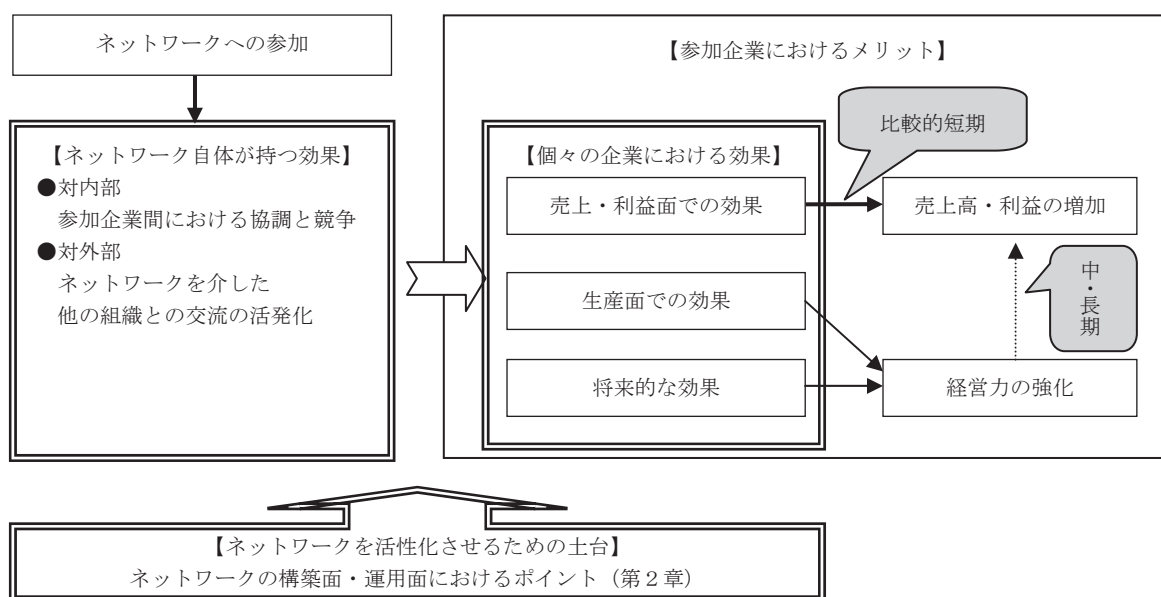 ネットワークへの参加
【ネットワーク自体が持つ効果】
●対内部
参加企業間における協調と競争
●対外部
ネットワークを介した
他の組織との交流の活発化
【参加企業におけるメリット】
比較的短期
【個々の企業における効果】
売上・利益面での効果
売上高・利益の増加
生産面での効果
中・長期
将来的な効果
経営力の強化
【ネットワークを活性化させるための土台】
ネットワークの構築面・運用面におけるポイント（第２章）